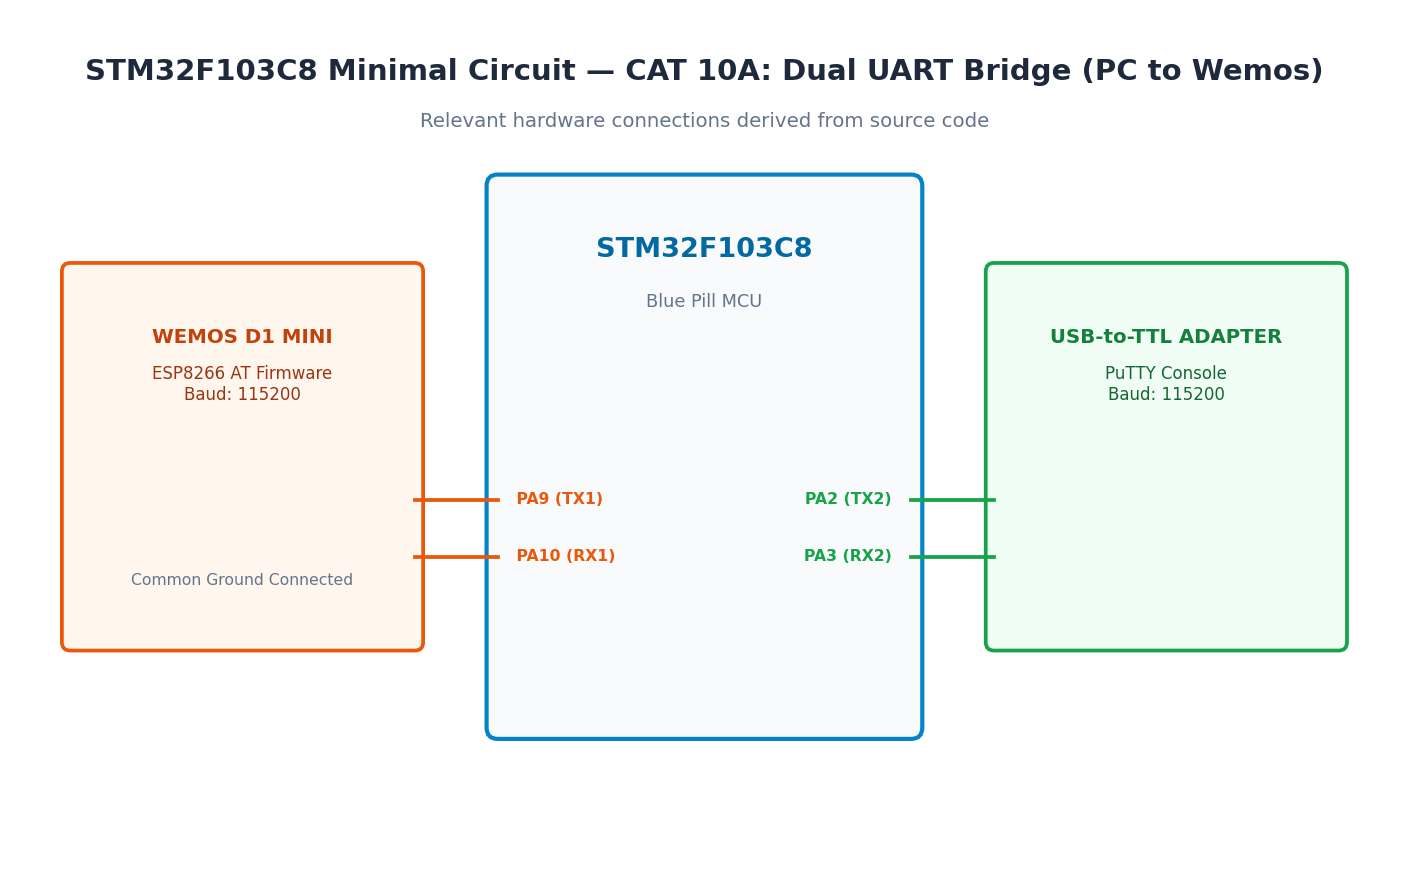 STM32F103C8 Minimal Circuit — CAT 10A: Dual UART Bridge (PC to Wemos)
Relevant hardware connections derived from source code
STM32F103C8
Blue Pill MCU
WEMOS D1 MINI
ESP8266 AT Firmware
Baud: 115200
Common Ground Connected
PA9 (TX1)
PA10 (RX1)
PA2 (TX2)
PA3 (RX2)
USB-to-TTL ADAPTER
PuTTY Console
Baud: 115200